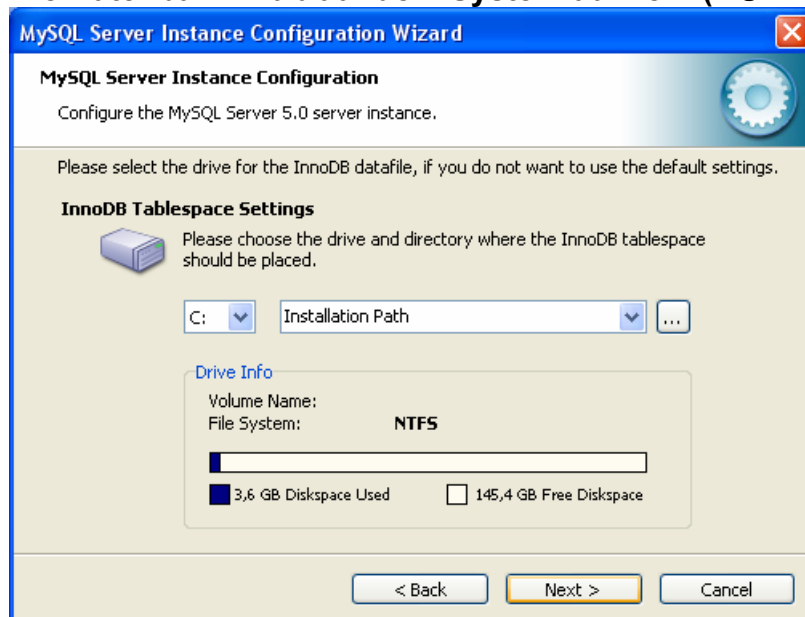 MySQL Server Instance Configuration Wizard
MySQL Server Instance Configuration
Configure the MySQL Server 5.0 server instance.
Please select the drive for the InnoDB datafile, if you do not want to use the default settings.
InnoDB Tablespace Settings
Please choose the drive and directory where the InnoDB tablespace
should be placed.
C: Installation Path ...
Drive Info
Volume Name:
File System: NTFS
3,6 GB Diskspace Used 145,4 GB Free Diskspace
< Back Next > Cancel